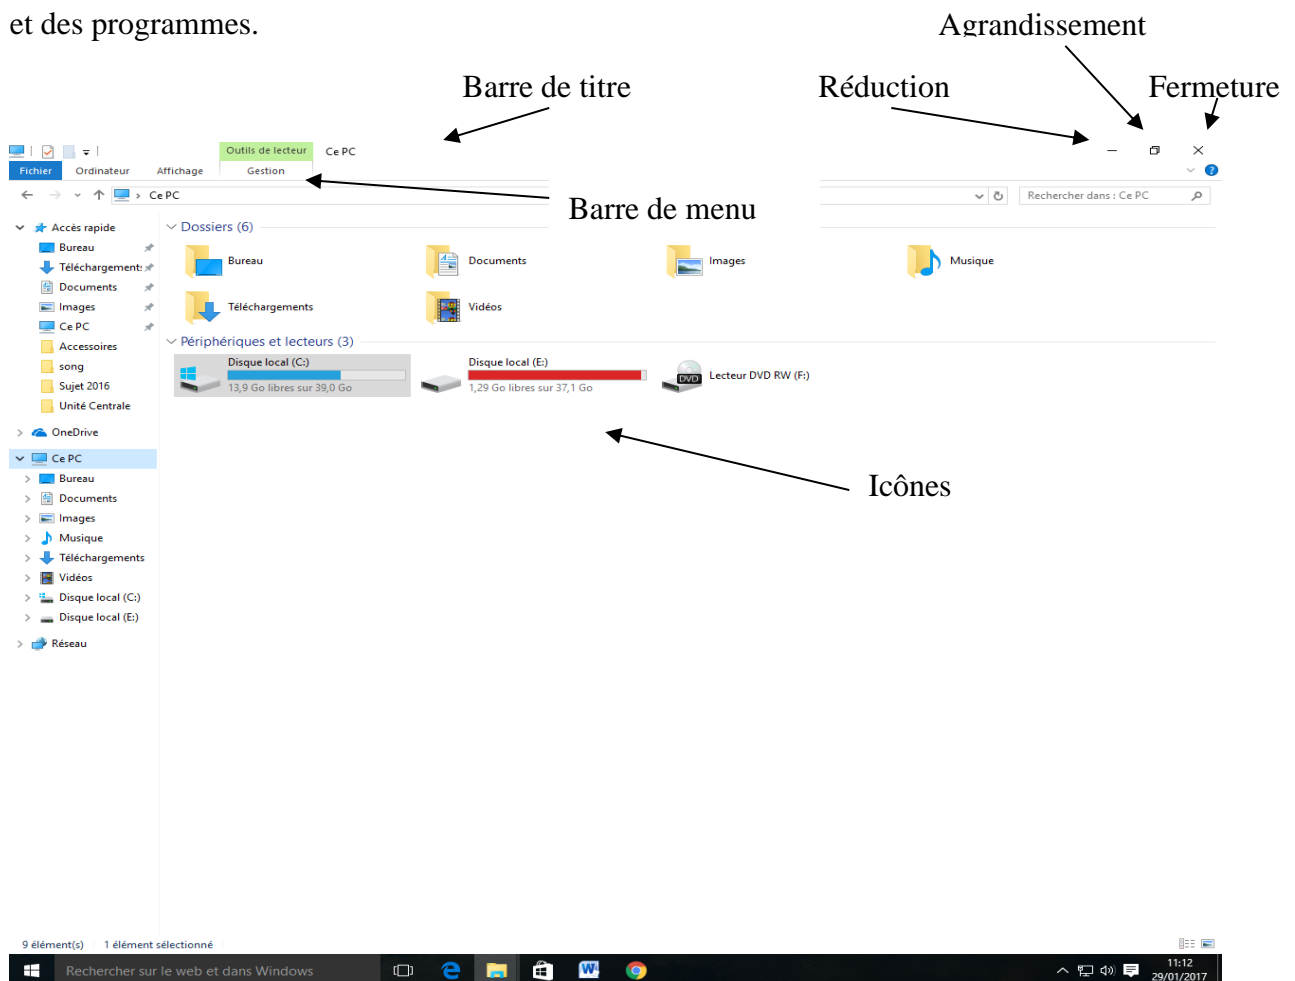 et des programmes.
Agrandissement
Barre de titre
Réduction
Fermeture
Outils de lecteur
Ce PC
Fichier
Ordinateur
Affichage
Gestion
Ce PC
Rechercher dans : Ce PC
Barre de menu
Accès rapide
Bureau
Téléchargement
Documents
Images
Ce PC
Accessoires
song
Sujet 2016
Unité Centrale
OneDrive
Ce PC
Bureau
Documents
Images
Musique
Téléchargements
Vidéos
Disque local (C:)
Disque local (E:)
Réseau
Dossiers (6)
Bureau
Documents
Images
Musique
Téléchargements
Vidéos
Périphériques et lecteurs (3)
Disque local (C:)
13,9 Go libres sur 39,0 Go
Disque local (E:)
1,29 Go libres sur 37,1 Go
DVD
Lecteur DVD RW (F:)
Icônes
9 élément(s)
1 élément sélectionné
Rechercher sur le web et dans Windows
11:12
29/01/2017